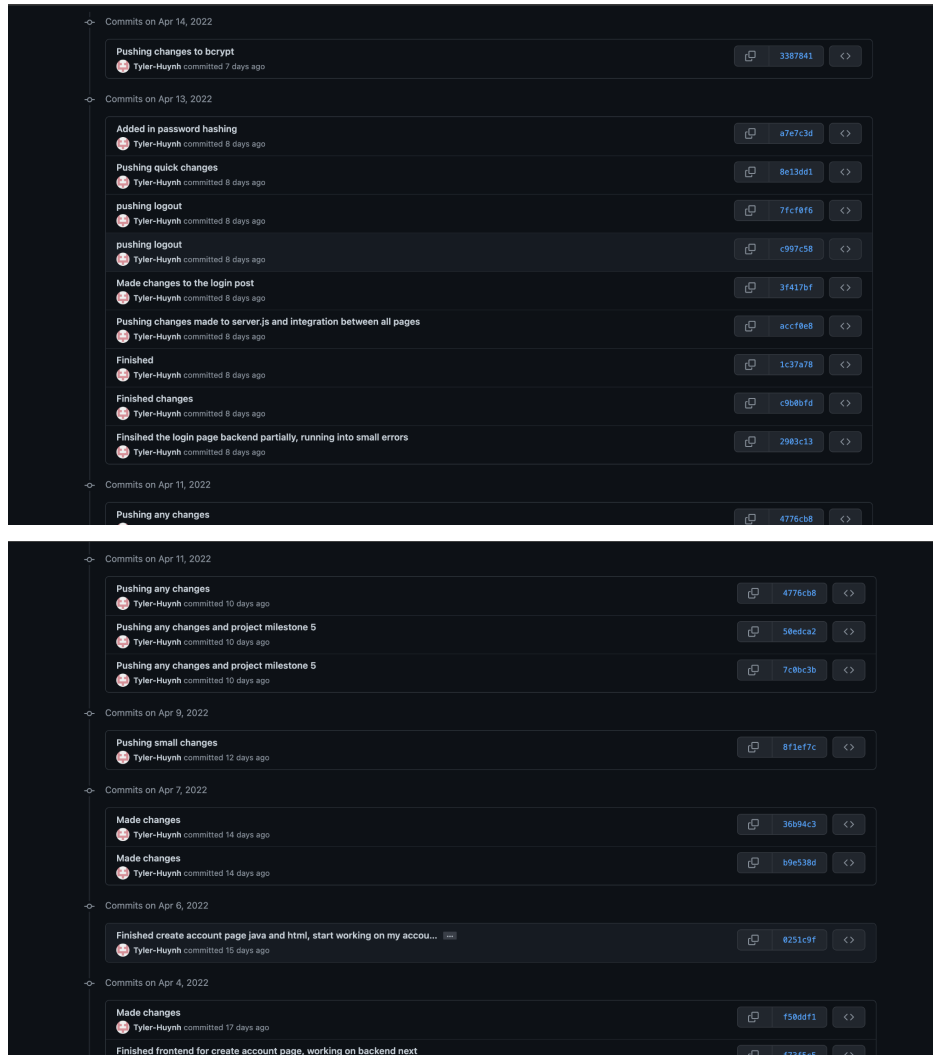 Commits on Apr 14, 2022
Pushing changes to bcrypt
Tyler-Huynh committed 7 days ago
3387841
Commits on Apr 13, 2022
Added in password hashing
Tyler-Huynh committed 8 days ago
a7e7c3d
Pushing quick changes
Tyler-Huynh committed 8 days ago
8e13dd1
pushing logout
Tyler-Huynh committed 8 days ago
7fcf0f6
pushing logout
Tyler-Huynh committed 8 days ago
c997c58
Made changes to the login post
Tyler-Huynh committed 8 days ago
3f417bf
Pushing changes made to server.js and integration between all pages
Tyler-Huynh committed 8 days ago
accf0e8
Finished
Tyler-Huynh committed 8 days ago
1c37a78
Finished changes
Tyler-Huynh committed 8 days ago
c9b0bfd
Finsihed the login page backend partially, running into small errors
Tyler-Huynh committed 8 days ago
2903c13
Commits on Apr 11, 2022
Pushing any changes
4776cb8
Commits on Apr 11, 2022
Pushing any changes
Tyler-Huynh committed 10 days ago
4776cb8
Pushing any changes and project milestone 5
Tyler-Huynh committed 10 days ago
50edca2
Pushing any changes and project milestone 5
Tyler-Huynh committed 10 days ago
7c0bc3b
Commits on Apr 9, 2022
Pushing small changes
Tyler-Huynh committed 12 days ago
8f1ef7c
Commits on Apr 7, 2022
Made changes
Tyler-Huynh committed 14 days ago
36b94c3
Made changes
Tyler-Huynh committed 14 days ago
b9e538d
Commits on Apr 6, 2022
Finished create account page java and html, start working on my accou... ...
Tyler-Huynh committed 15 days ago
0251c9f
Commits on Apr 4, 2022
Made changes
Tyler-Huynh committed 17 days ago
f50ddf1
Finished frontend for create account page, working on backend next